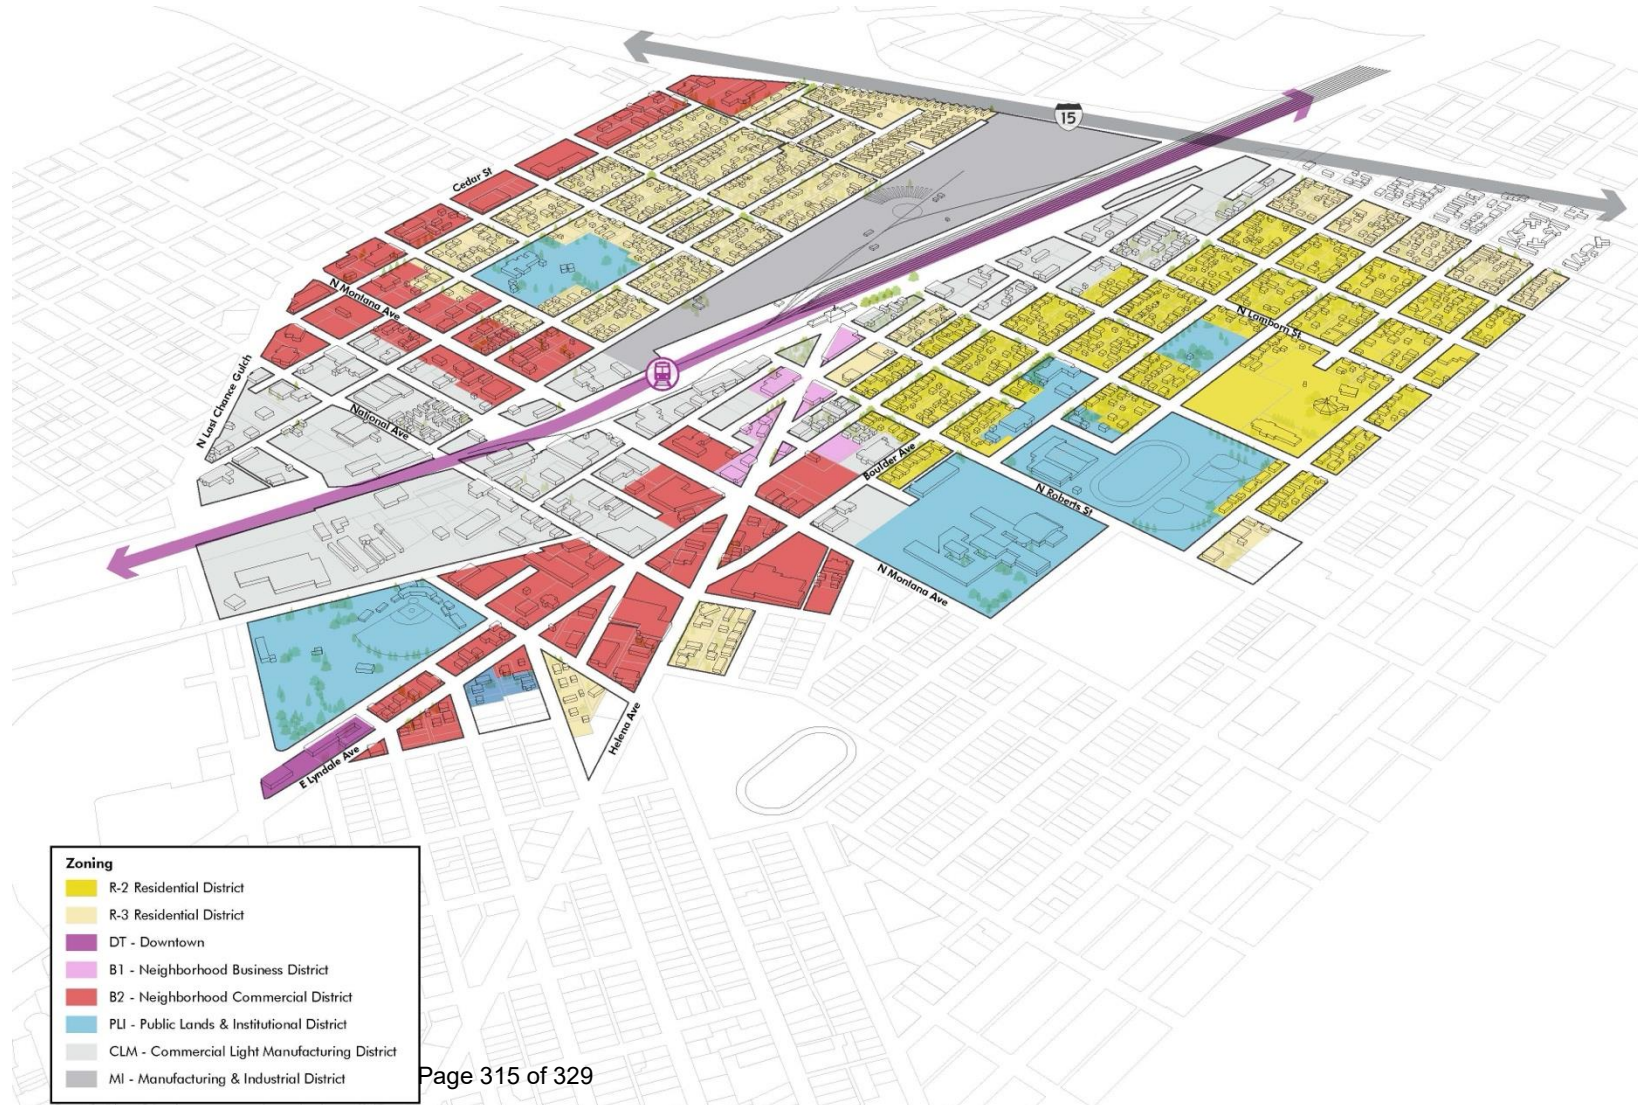 15
Cedar St
N Montana Ave
N Lamborn St
N Last Chance Gulch
National Ave
Boulder Ave
N Roberts St
N Montana Ave
Helena Ave
E Lyndale Ave
Zoning
R-2 Residential District
R-3 Residential District
DT - Downtown
B1 - Neighborhood Business District
B2 - Neighborhood Commercial District
PLI - Public Lands & Institutional District
CLM - Commercial Light Manufacturing District
MI - Manufacturing & Industrial District
Page 315 of 329